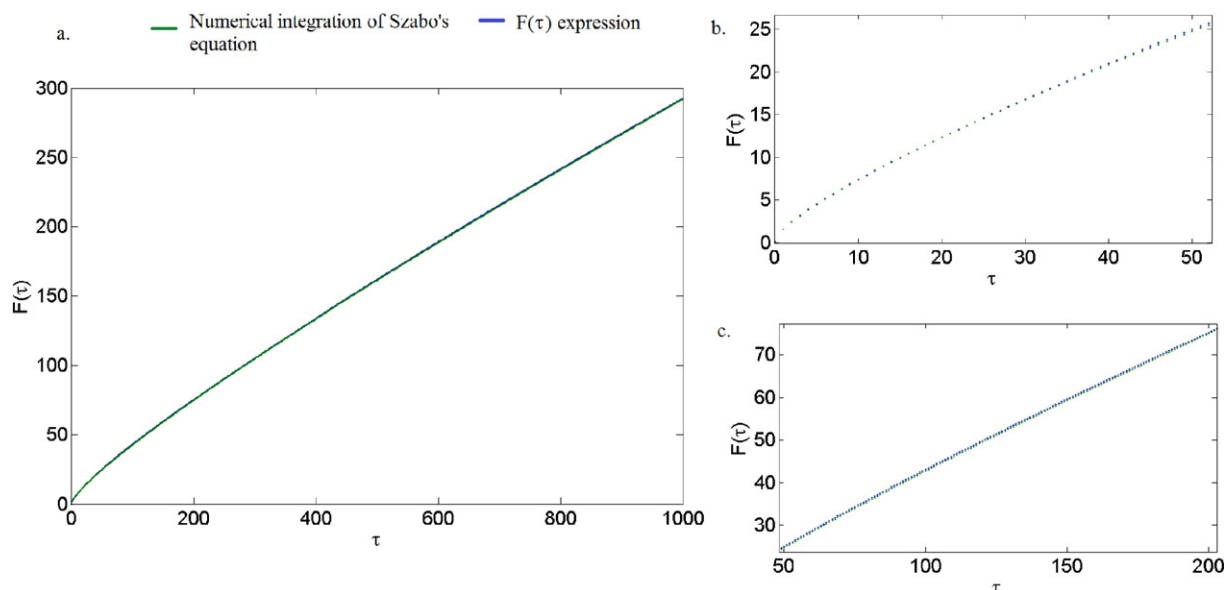 a.
Numerical integration of Szabo's
equation
F(τ) expression
300
250
200
150
100
50
0
F(τ)
0 200 400 600 800 1000
τ
b.
25
20
15
10
5
0
F(τ)
0 10 20 30 40 50
τ
c.
70
60
50
40
30
F(τ)
50 100 150 200
τ